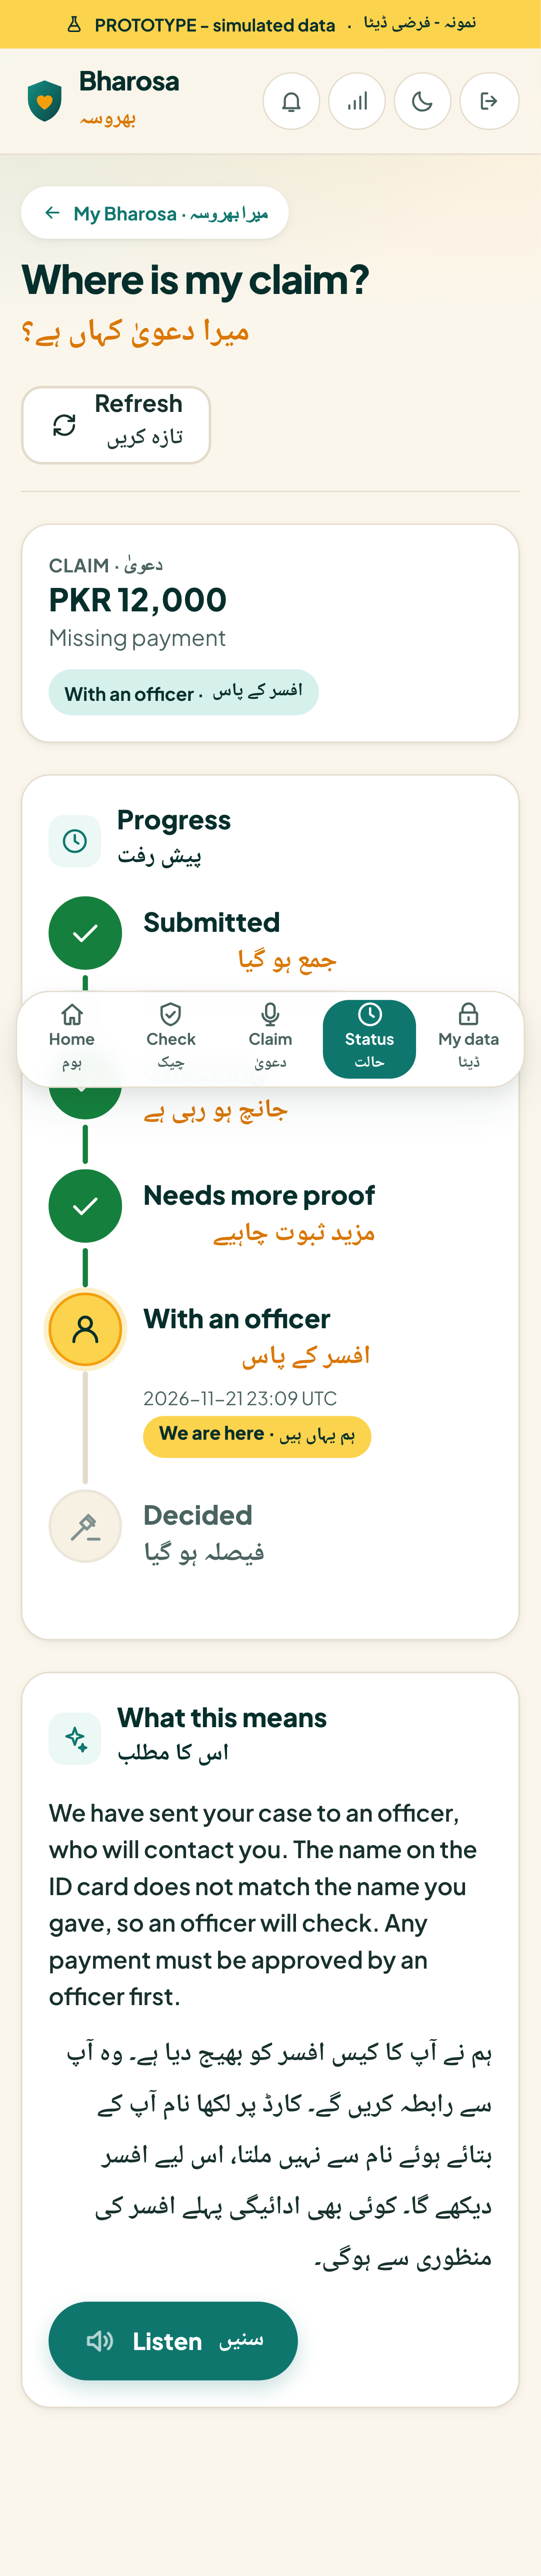 PROTOTYPE – simulated data · نمونہ - فرضی ڈیٹا
Bharosa
بھروسہ
My Bharosa · میرا بھروسہ
Where is my claim?
میرا دعویٰ کہاں ہے؟
Refresh
تازہ کریں
CLAIM · دعویٰ
PKR 12,000
Missing payment
With an officer · افسر کے پاس
Progress
پیش رفت
Submitted
جمع ہو گیا
Home
ہوم
Check
چیک
Claim
دعویٰ
Status
حالت
My data
ڈیٹا
جانچ ہو رہی ہے
Needs more proof
مزید ثبوت چاہیے
With an officer
افسر کے پاس
2026-11-21 23:09 UTC
We are here · ہم یہاں ہیں
Decided
فیصلہ ہو گیا
What this means
اس کا مطلب
We have sent your case to an officer,
who will contact you. The name on the
ID card does not match the name you
gave, so an officer will check. Any
payment must be approved by an
officer first.
ہم نے آپ کا کیس افسر کو بھیج دیا ہے۔ وہ آپ
سے رابطہ کریں گے۔ کارڈ پر لکھا نام آپ کے
بتائے ہوئے نام سے نہیں ملتا، اس لیے افسر
دیکھے گا۔ کوئی بھی ادائیگی پہلے افسر کی
منظوری سے ہوگی۔
Listen سنیں